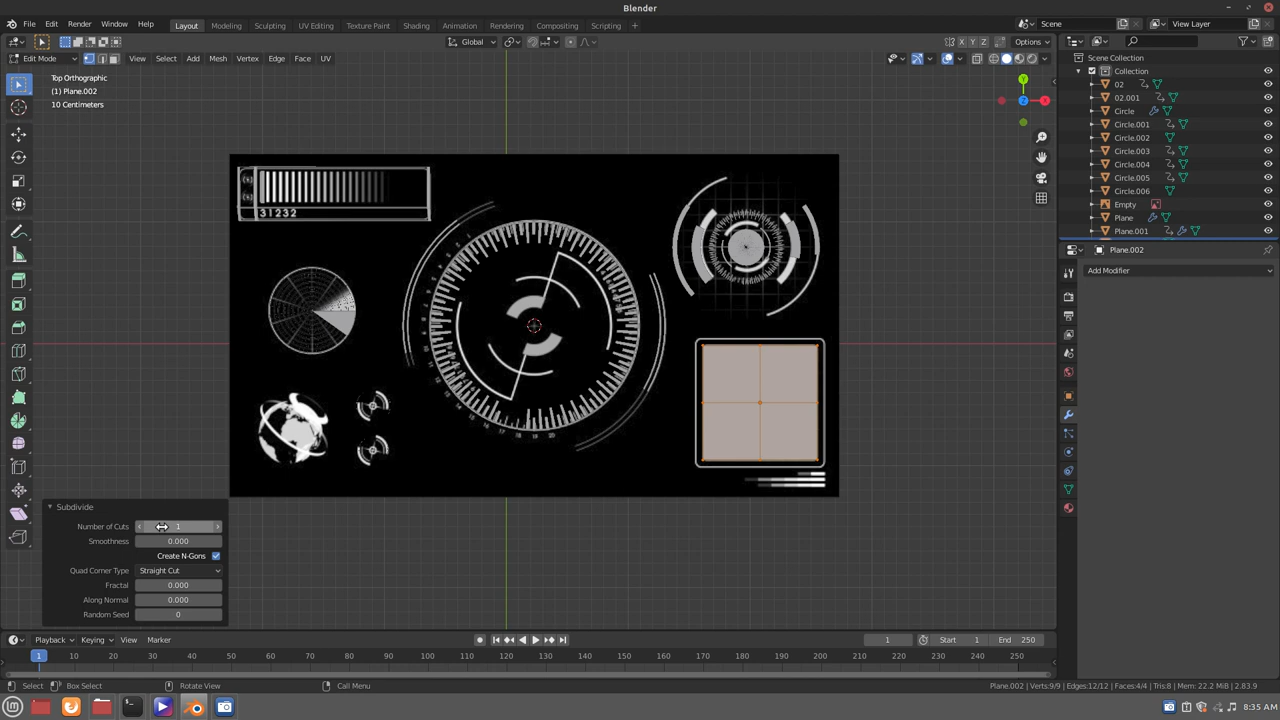 Blender
File Edit Render Window Help Layout Modeling Sculpting UV Editing Texture Paint Shading Animation Rendering Compositing Scripting + Scene View Layer
Global X Y Z Options
Edit Mode View Select Add Mesh Vertex Edge Face UV
Top Orthographic
(1) Plane.002
10 Centimeters
Y
Z X
31232
17 18 19 20
Subdivide
Number of Cuts 1
Smoothness 0.000
Create N-Gons
Quad Corner Type Straight Cut
Fractal 0.000
Along Normal 0.000
Random Seed 0
Scene Collection
Collection
02
02.001
Circle
Circle.001
Circle.002
Circle.003
Circle.004
Circle.005
Circle.006
Empty
Plane
Plane.001
Plane.002
Add Modifier
Playback Keying View Marker 1 Start 1 End 250
1 10 20 30 40 50 60 70 80 90 100 110 120 130 140 150 160 170 180 190 200 210 220 230 240 250
Select Box Select Rotate View Call Menu Plane.002 | Verts:9/9 | Edges:12/12 | Faces:4/4 | Tris:8 | Mem: 22.2 MiB | 2.83.9
8:35 AM